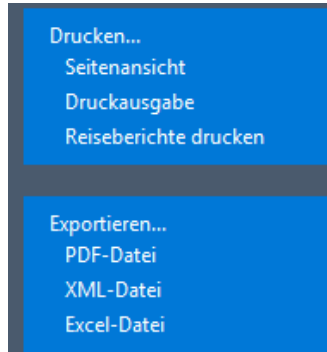 Drucken...
Seitenansicht
Druckausgabe
Reiseberichte drucken
Exportieren...
PDF-Datei
XML-Datei
Excel-Datei